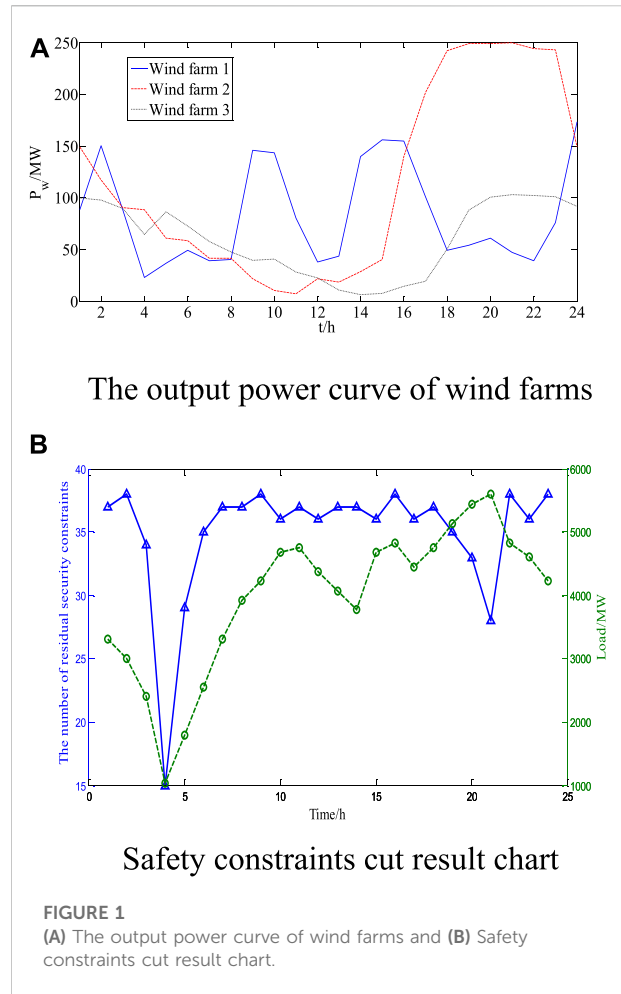 A
250
200
150
100
50
0
P_w/MW
Wind farm 1
Wind farm 2
Wind farm 3
2 4 6 8 10 12 14 16 18 20 22 24
t/h
The output power curve of wind farms
B
40
35
30
25
20
15
The number of residual security constraints
6000
5000
4000
3000
2000
1000
Load/MW
0 5 10 15 20 25
Time/h
Safety constraints cut result chart
FIGURE 1
(A) The output power curve of wind farms and (B) Safety
constraints cut result chart.